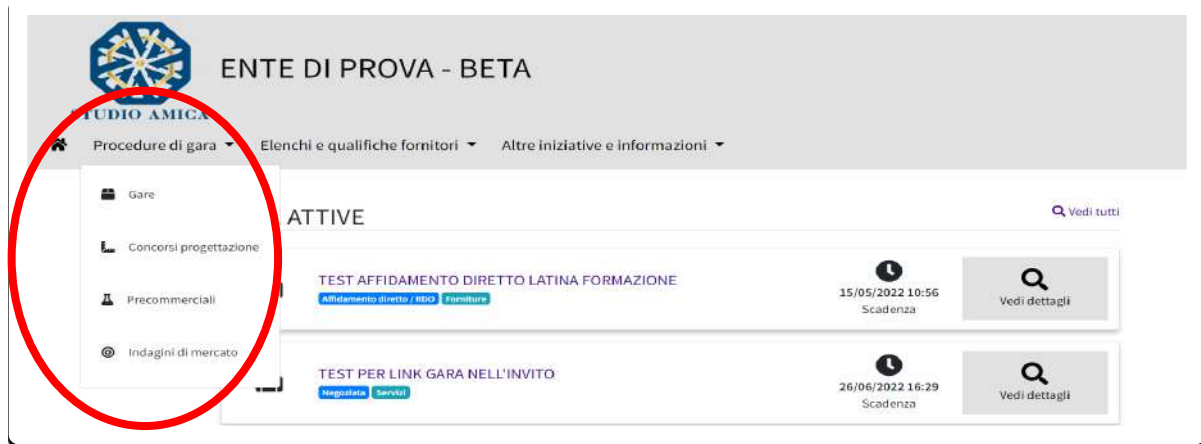 ENTE DI PROVA - BETA
STUDIO AMICA
Procedure di gara Elenchi e qualifiche fornitori Altre iniziative e informazioni
Gare
Concorsi progettazione
Precommerciali
Indagini di mercato
ATTIVE
Vedi tutti
TEST AFFIDAMENTO DIRETTO LATINA FORMAZIONE
Affidamento diretto / RDO Forniture
15/05/2022 10:56
Scadenza
Vedi dettagli
TEST PER LINK GARA NELL'INVITO
Negoziata Servizi
26/06/2022 16:29
Scadenza
Vedi dettagli